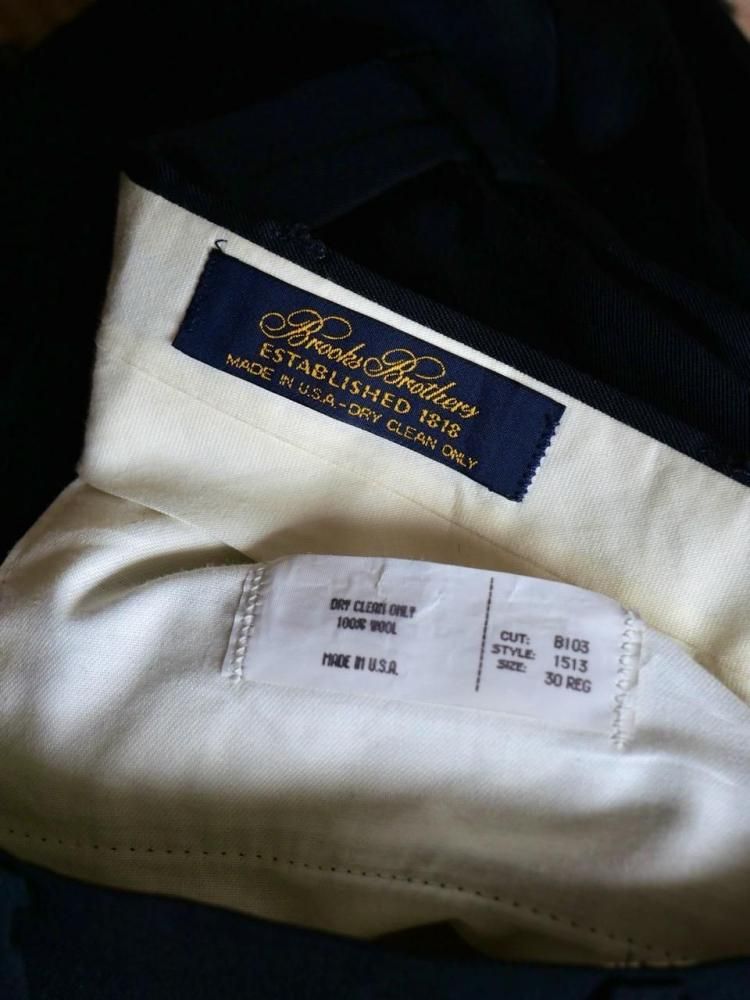 Brooks Brothers
ESTABLISHED 1818
MADE IN U.S.A.-DRY CLEAN ONLY
DRY CLEAN ONLY
100% WOOL
MADE IN U.S.A.
CUT: B103
STYLE: 1513
SIZE: 30 REG